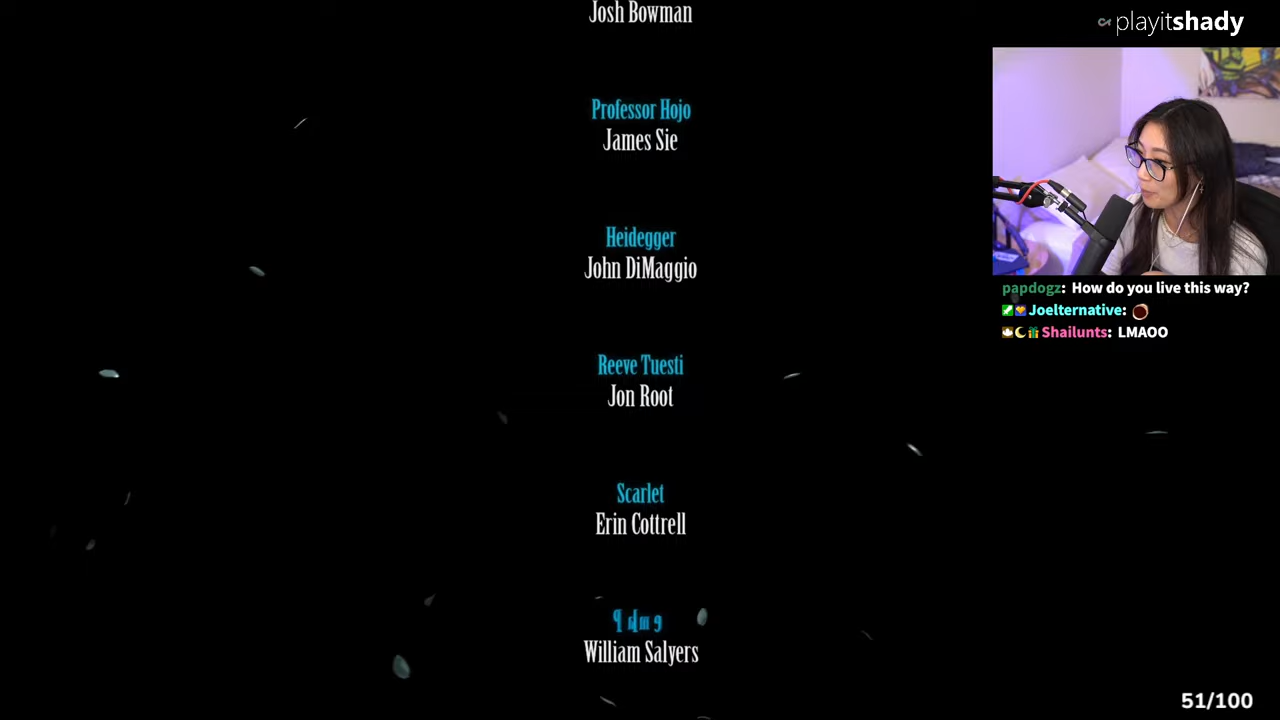 Josh Bowman
Professor Hojo
James Sie
Heidegger
John DiMaggio
Reeve Tuesti
Jon Root
Scarlet
Erin Cottrell
William Salyers
playitshady
papdogz: How do you live this way?
Joelternative:
Shailunts: LMAOO
51/100